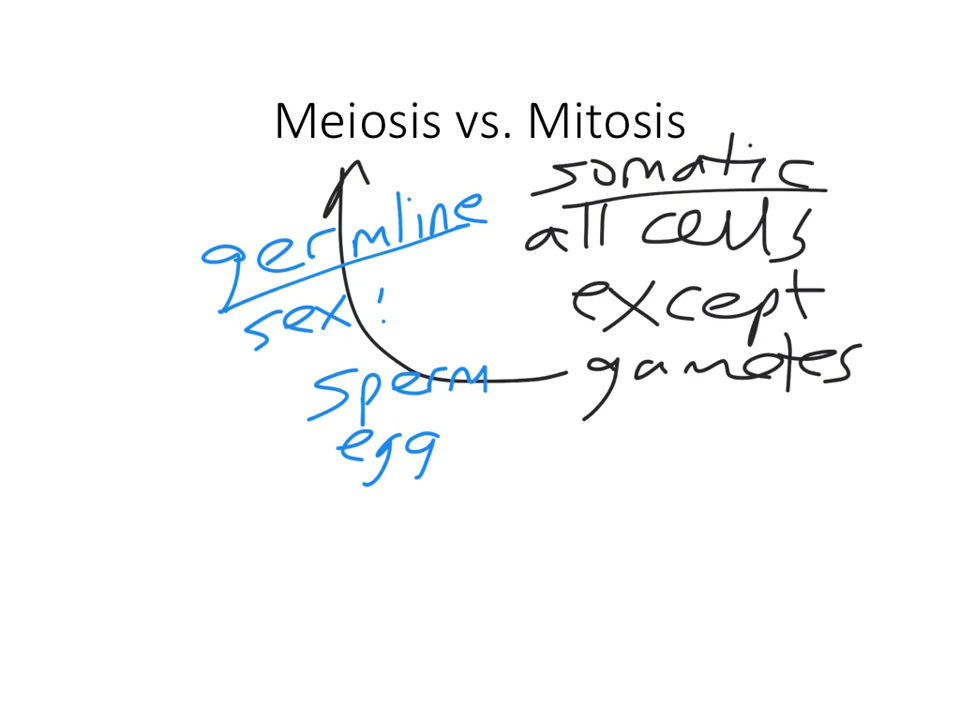 Meiosis vs. Mitosis
germline
sex!
sperm
egg
somatic
all cells
except
gametes